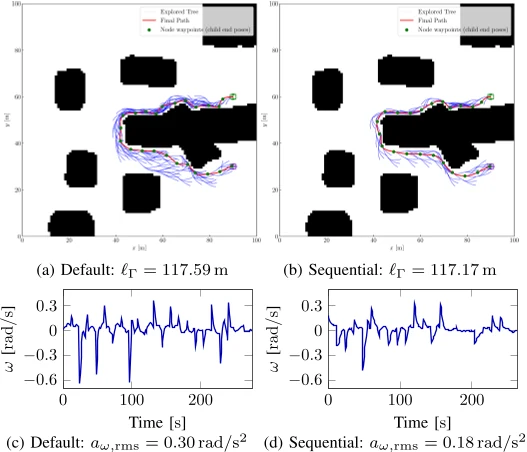 100
80
60
40
20
0
y [m]
0 20 40 60 80 100
x [m]
Explored Tree
Final Path
Node waypoints (child end poses)
100
80
60
40
20
0
y [m]
0 20 40 60 80 100
x [m]
Explored Tree
Final Path
Node waypoints (child end poses)
(a) Default: ℓΓ = 117.59 m
(b) Sequential: ℓΓ = 117.17 m
0.3
0
−0.3
−0.6
ω [rad/s]
0 100 200
Time [s]
0.3
0
−0.3
−0.6
ω [rad/s]
0 100 200
Time [s]
(c) Default: aω,rms = 0.30 rad/s²
(d) Sequential: aω,rms = 0.18 rad/s²